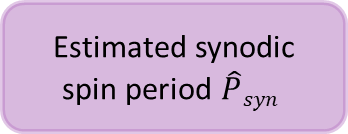 Estimated synodic
spin period P̂syn